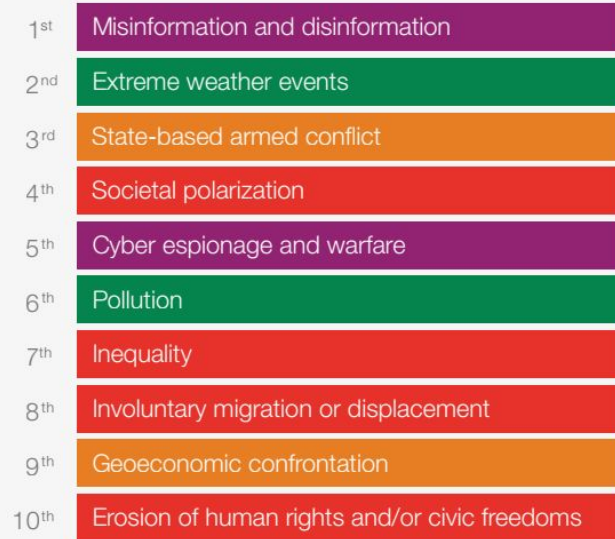 1st Misinformation and disinformation
2nd Extreme weather events
3rd State-based armed conflict
4th Societal polarization
5th Cyber espionage and warfare
6th Pollution
7th Inequality
8th Involuntary migration or displacement
9th Geoeconomic confrontation
10th Erosion of human rights and/or civic freedoms